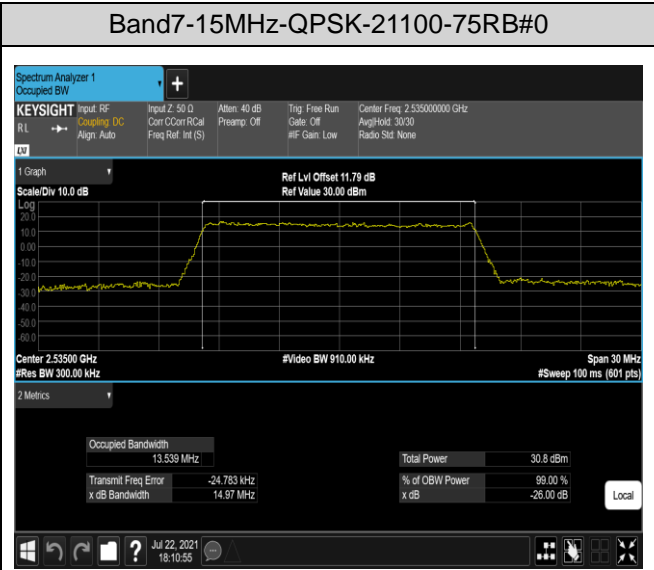 Band7-15MHz-QPSK-21100-75RB#0
Spectrum Analyzer 1
Occupied BW
+
KEYSIGHT Input: RF Input Z: 50 Ω Atten: 40 dB Trig: Free Run Center Freq: 2.535000000 GHz
RL Coupling: DC Corr CCorr RCal Preamp: Off Gate: Off Avg|Hold: 30/30
Align: Auto Freq Ref: Int (S) #IF Gain: Low Radio Std: None
LXI
1 Graph
Ref Lvl Offset 11.79 dB
Scale/Div 10.0 dB Ref Value 30.00 dBm
Log
20.0
10.0
0.00
-10.0
-20.0
-30.0
-40.0
-50.0
-60.0
Center 2.53500 GHz #Video BW 910.00 kHz Span 30 MHz
#Res BW 300.00 kHz #Sweep 100 ms (601 pts)
2 Metrics
Occupied Bandwidth
13.539 MHz Total Power 30.8 dBm
Transmit Freq Error -24.783 kHz % of OBW Power 99.00 %
x dB Bandwidth 14.97 MHz x dB -26.00 dB
Local
? Jul 22, 2021
18:10:55